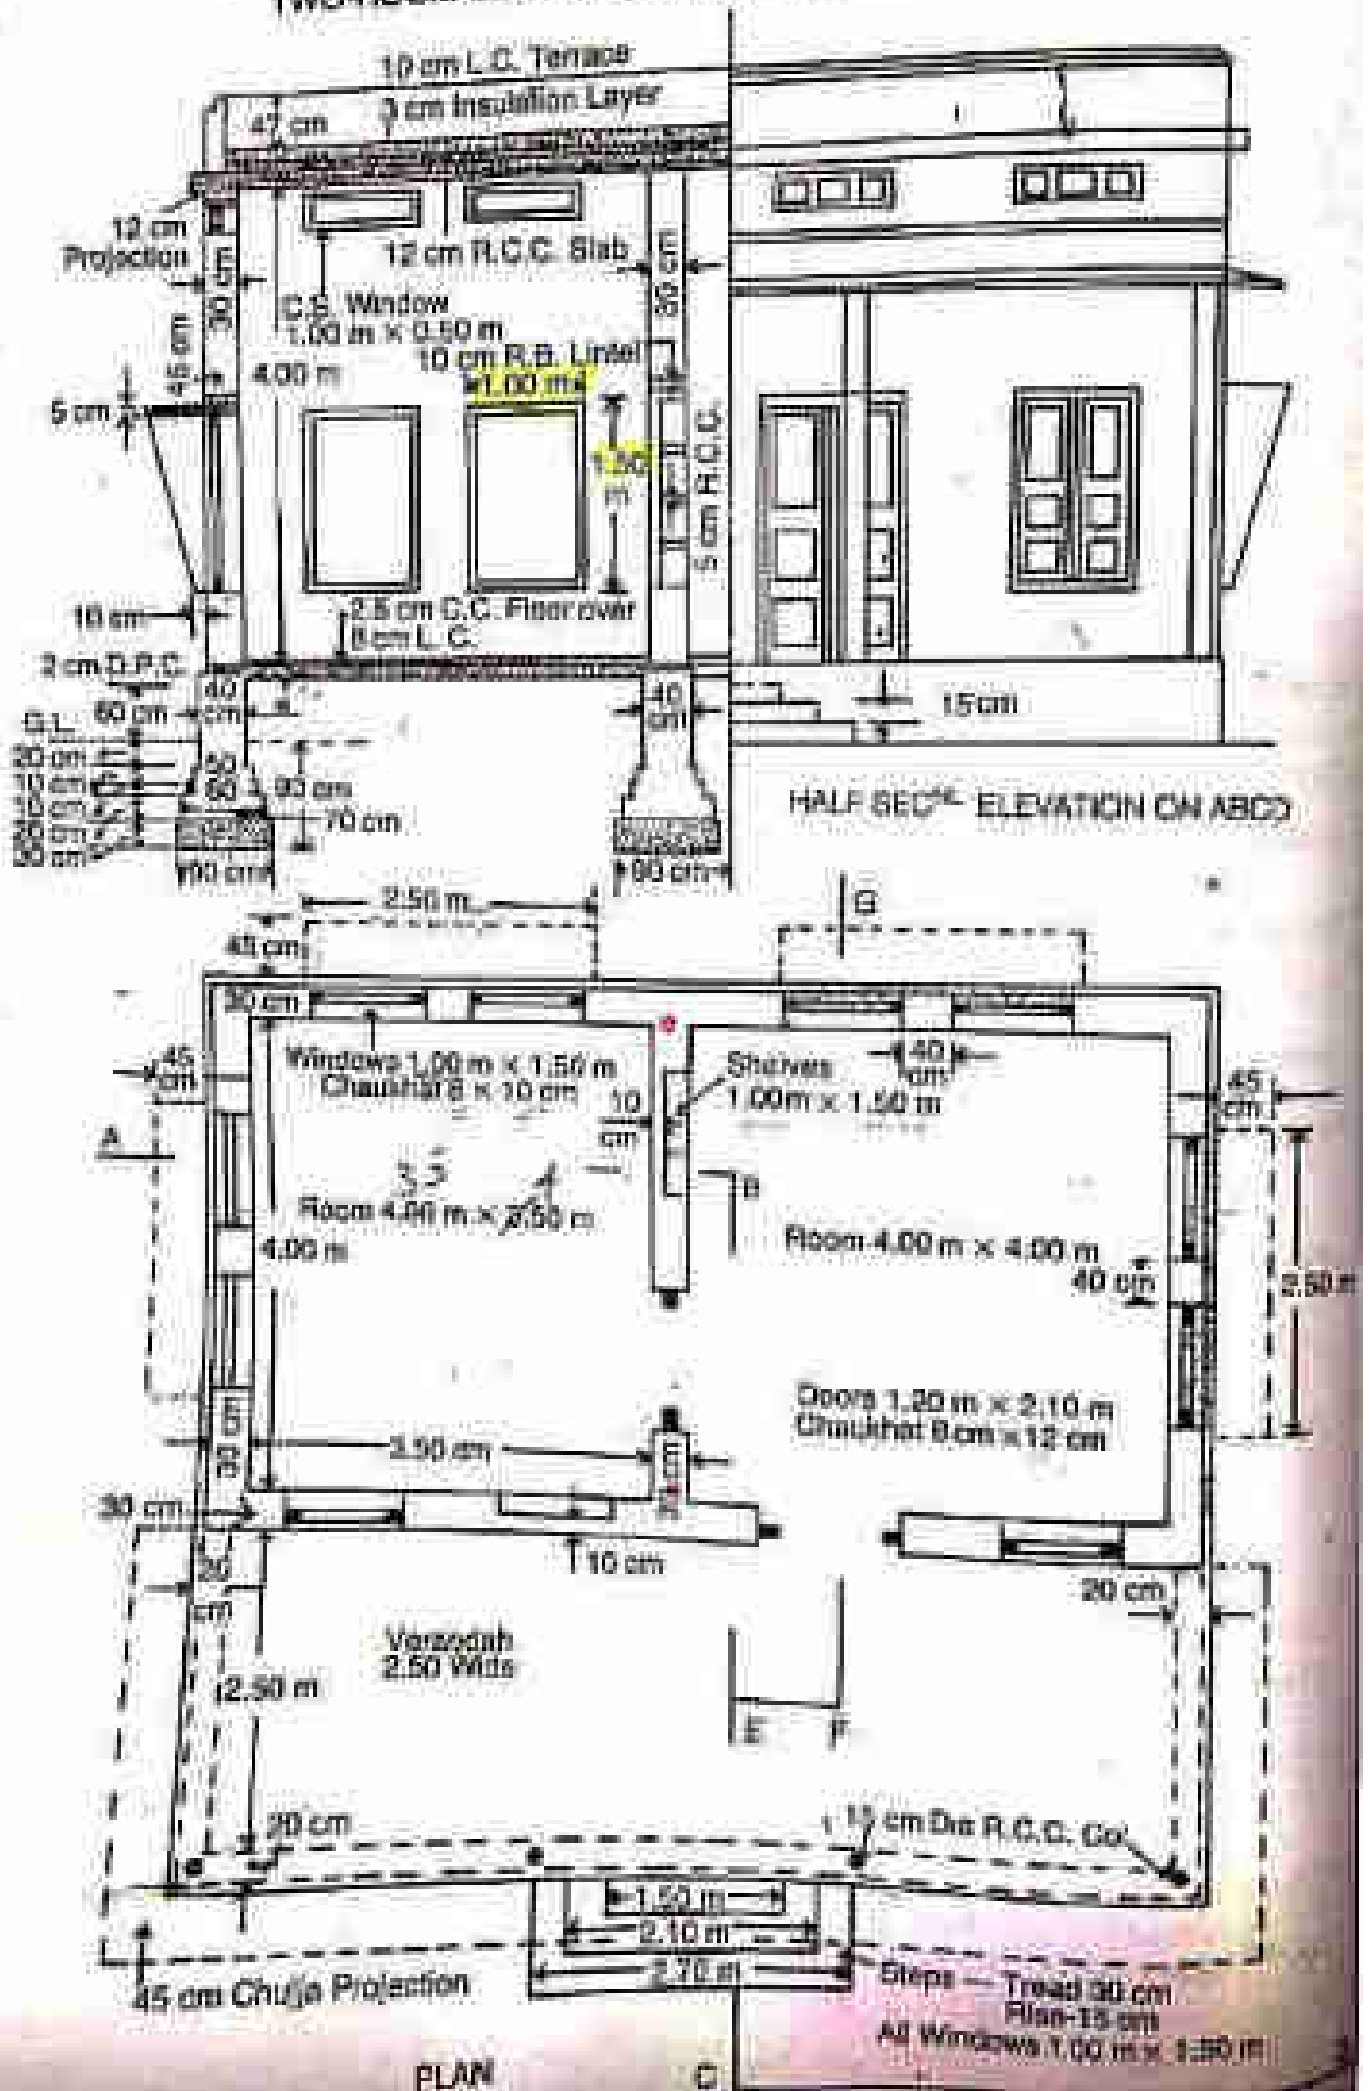 10 cm L.C. Terrace
3 cm Insulation Layer
47 cm
12 cm
Projection
12 cm R.C.C. Slab
30 cm
C.S. Window
1.00 m × 0.50 m
10 cm R.B. Lintel
45 cm
4.00 m
1.00 m
5 cm
1.50
m
5 cm R.C.C.
10 cm
2.5 cm C.C. Floor over
8 cm L.C.
2 cm D.P.C.
40
cm
60 cm
40
cm
15 cm
G.L.
20 cm
10 cm
10 cm
50
60
90 cm
70 cm
90 cm
90 cm
HALF SECNL ELEVATION ON ABCD
2.50 m
G
45 cm
30 cm
Windows 1.00 m × 1.50 m
Chaukhat 8 × 10 cm
10
cm
Shelves
1.00m × 1.50 m
40
cm
45
cm
45
cm
A
B
Room 4.00 m × 3.50 m
4.00 m
Room 4.00 m × 4.00 m
40 cm
2.50 m
Doors 1.20 m × 2.10 m
Chaukhat 8 cm × 12 cm
3.50 cm
30 cm
30 cm
10 cm
20
cm
20 cm
Verandah
2.50 Wide
2.50 m
E
F
20 cm
15 cm Dia R.C.C. Col.
1.50 m
2.10 m
2.70 m
45 cm Chujja Projection
Steps — Tread 30 cm
Rise-15 cm
All Windows 1.00 m × 1.50 m
PLAN
C